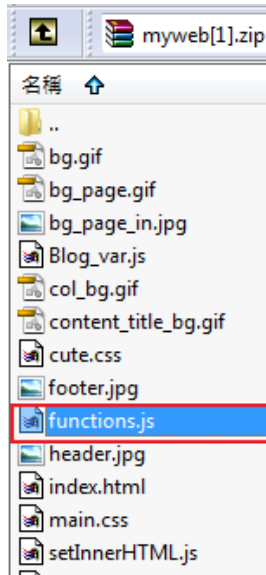 myweb[1].zip
名稱
..
bg.gif
bg_page.gif
bg_page_in.jpg
Blog_var.js
col_bg.gif
content_title_bg.gif
cute.css
footer.jpg
functions.js
header.jpg
index.html
main.css
setInnerHTML.js